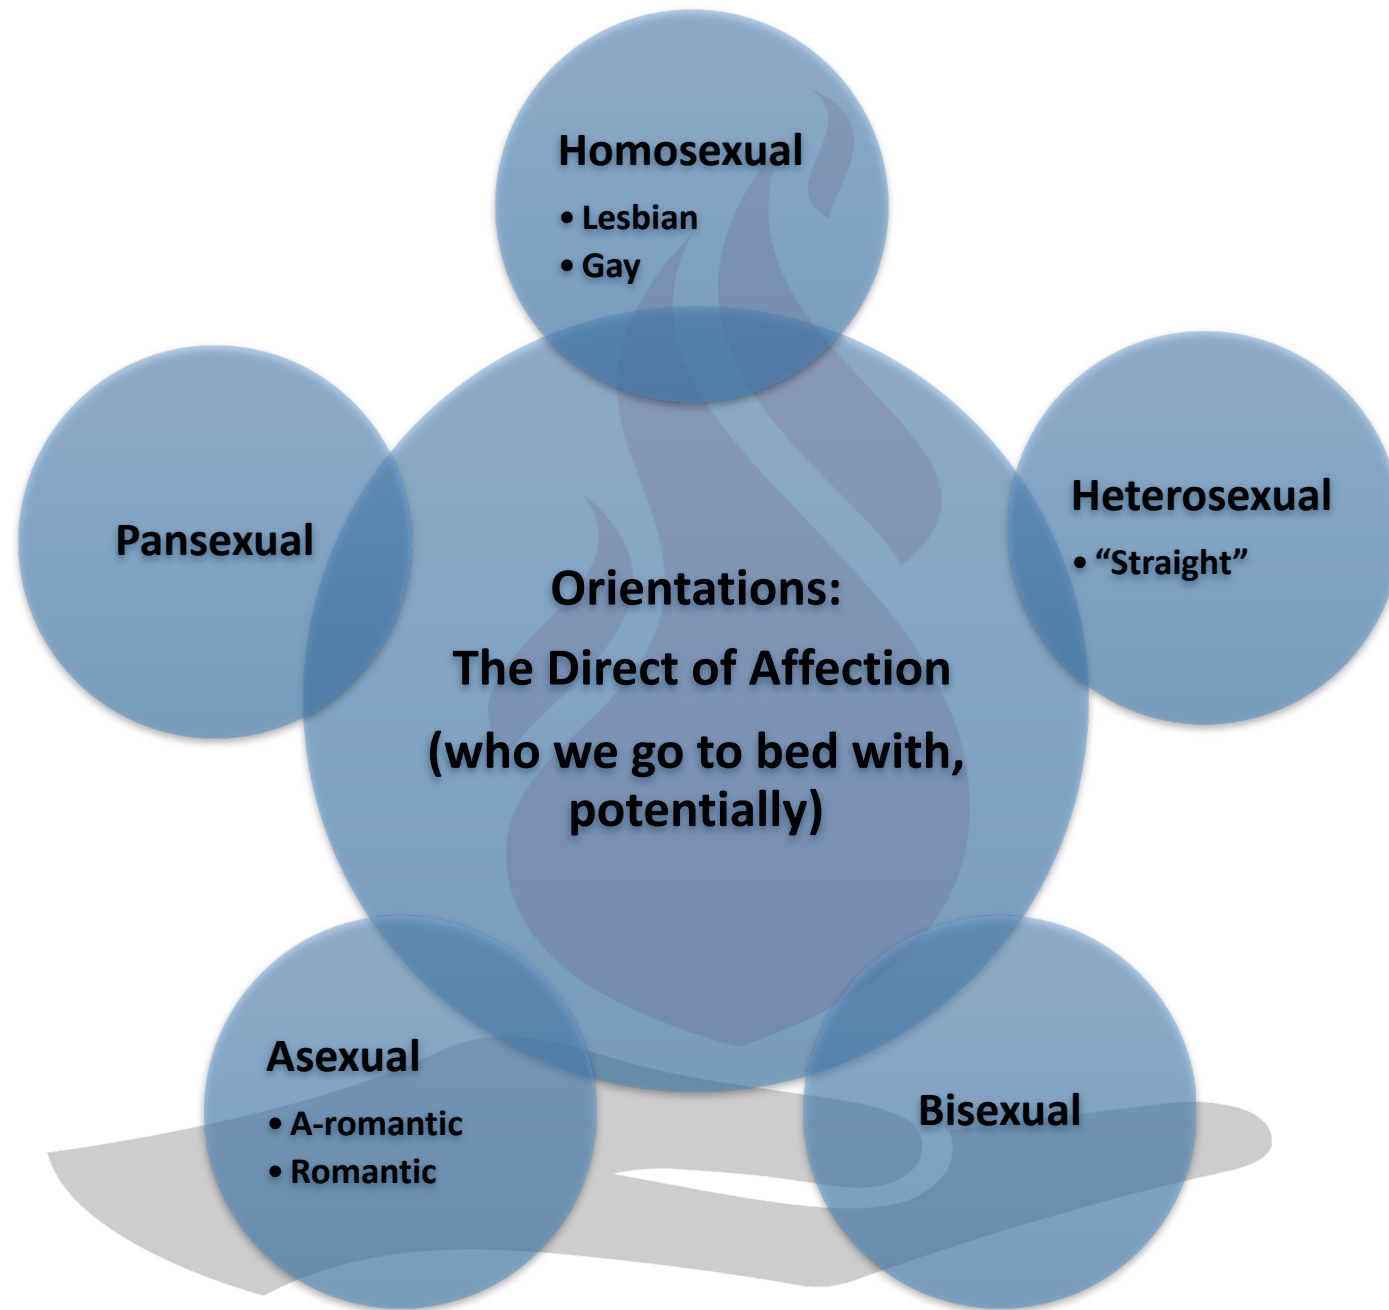 Homosexual
• Lesbian
• Gay
Heterosexual
• “Straight”
Pansexual
Orientations:
The Direct of Affection
(who we go to bed with,
potentially)
Asexual
• A-romantic
• Romantic
Bisexual